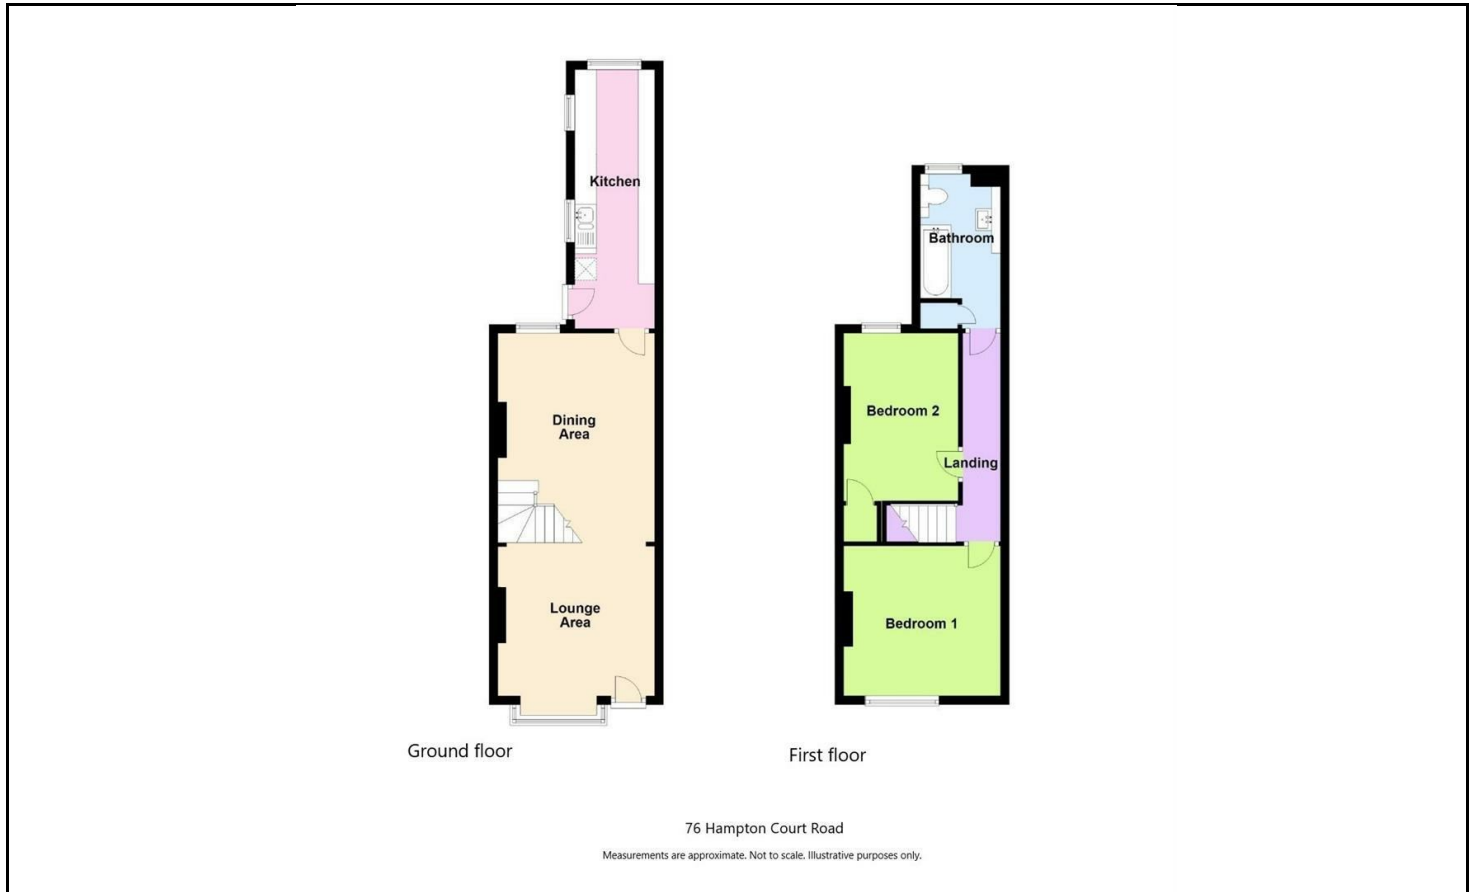 Kitchen
Dining
Area
Lounge
Area
Ground floor
Bathroom
Bedroom 2
Landing
Bedroom 1
First floor
76 Hampton Court Road
Measurements are approximate. Not to scale. Illustrative purposes only.